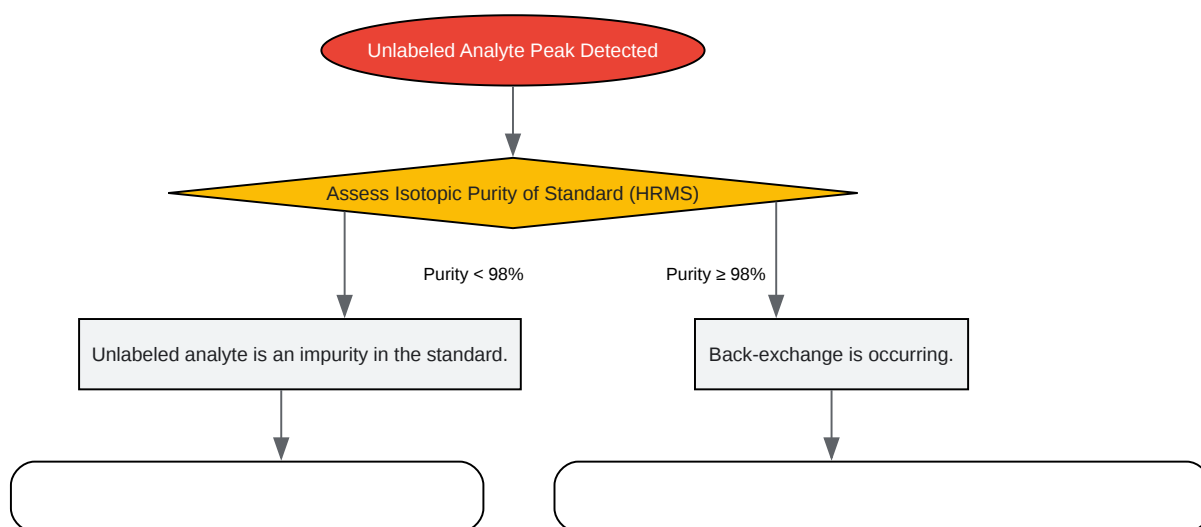 Unlabeled Analyte Peak Detected
Assess Isotopic Purity of Standard (HRMS)
Purity < 98%
Purity ≥ 98%
Unlabeled analyte is an impurity in the standard.
Back-exchange is occurring.